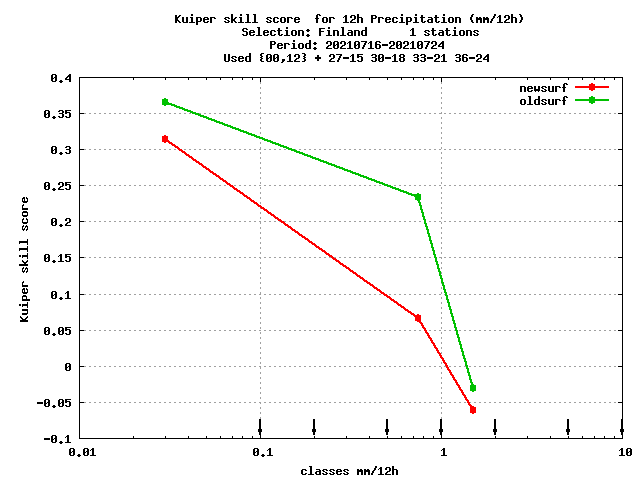 Kuiper skill score  for 12h Precipitation (mm/12h)
Selection: Finland      1 stations
Period: 20210716-20210724
Used {00,12} + 27-15 30-18 33-21 36-24
newsurf
oldsurf
0.4
0.35
0.3
0.25
0.2
0.15
0.1
0.05
0
-0.05
-0.1
Kuiper skill score
0.01 0.1 1 10
classes mm/12h